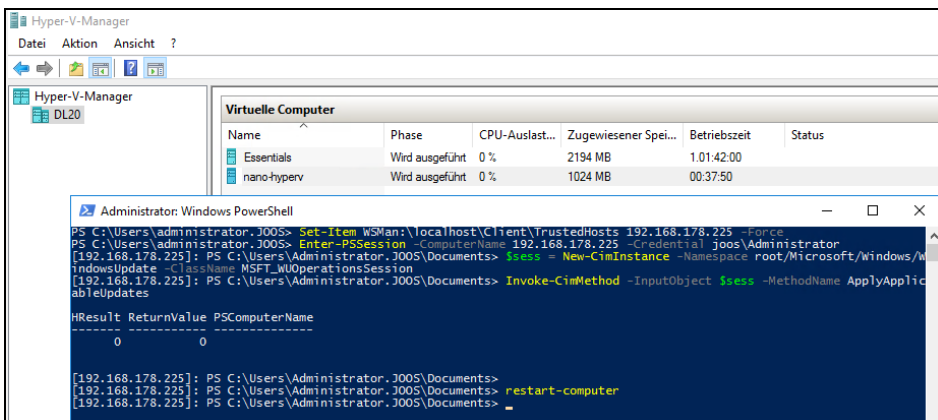 Hyper-V-Manager
Datei Aktion Ansicht ?
Hyper-V-Manager
DL20
Virtuelle Computer
Name Phase CPU-Auslast... Zugewiesener Spei... Betriebszeit Status
Essentials Wird ausgeführt 0 % 2194 MB 1.01:42:00
nano-hyperv Wird ausgeführt 0 % 1024 MB 00:37:50
Administrator: Windows PowerShell
PS C:\Users\administrator.JOOS> Set-Item WSMan:\localhost\Client\TrustedHosts 192.168.178.225 -Force
PS C:\Users\administrator.JOOS> Enter-PSSession -ComputerName 192.168.178.225 -Credential joos\Administrator
[192.168.178.225]: PS C:\Users\Administrator.JOOS\Documents> $sess = New-CimInstance -Namespace root/Microsoft/Windows/W
indowsUpdate -ClassName MSFT_WUOperationsSession
[192.168.178.225]: PS C:\Users\Administrator.JOOS\Documents> Invoke-CimMethod -InputObject $sess -MethodName ApplyApplic
ableUpdates
HResult ReturnValue PSComputerName
------- ----------- --------------
0 0
[192.168.178.225]: PS C:\Users\Administrator.JOOS\Documents>
[192.168.178.225]: PS C:\Users\Administrator.JOOS\Documents> restart-computer
[192.168.178.225]: PS C:\Users\Administrator.JOOS\Documents> _